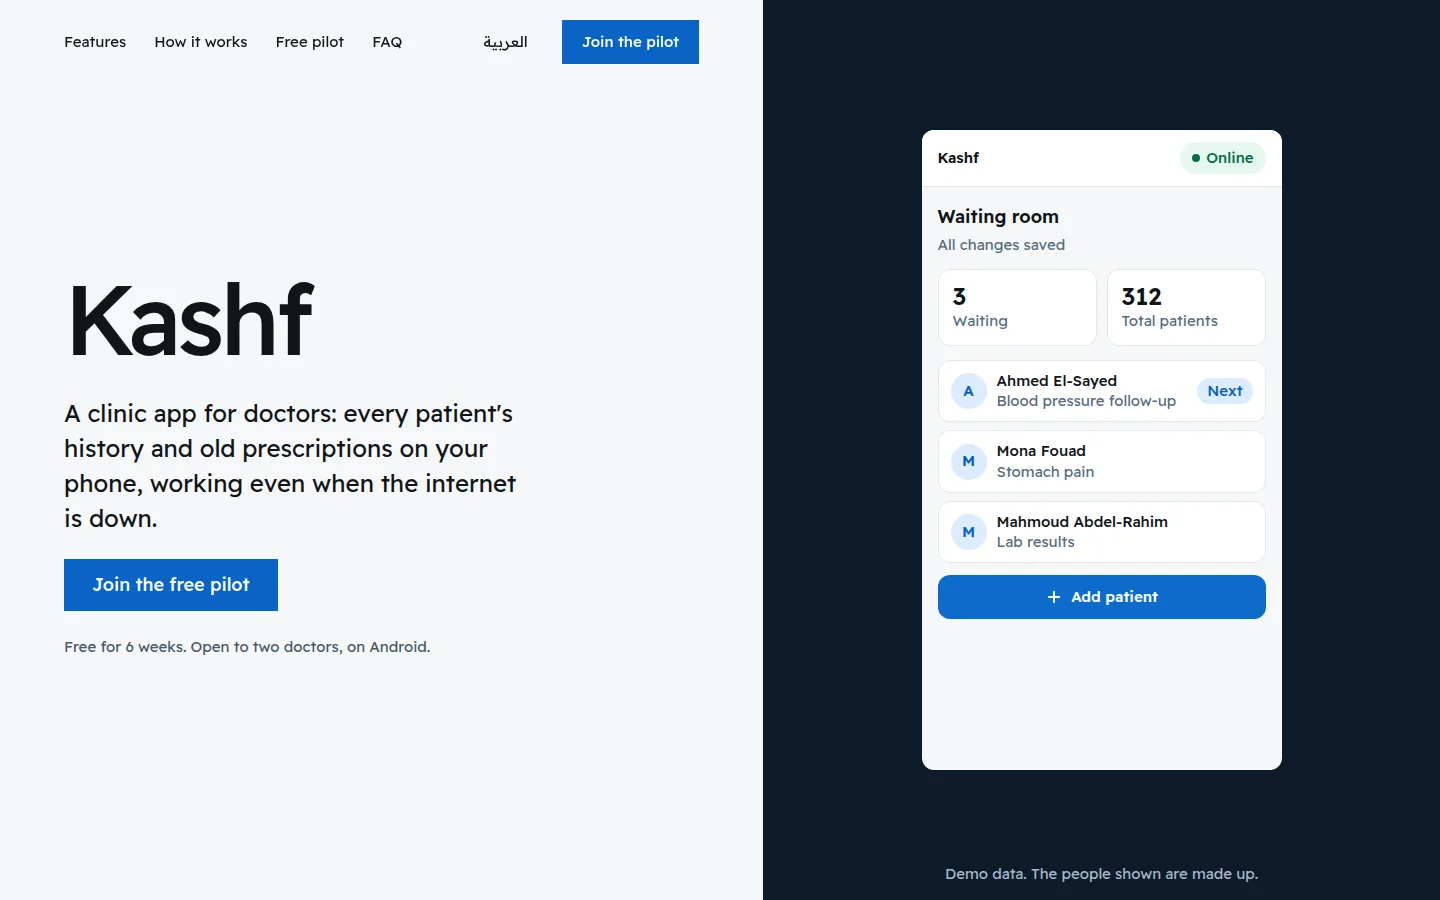 Features
How it works
Free pilot
FAQ
العربية
Join the pilot
Kashf
A clinic app for doctors: every patient's
history and old prescriptions on your
phone, working even when the internet
is down.
Join the free pilot
Free for 6 weeks. Open to two doctors, on Android.
Kashf
Online
Waiting room
All changes saved
3
Waiting
312
Total patients
A
Ahmed El-Sayed
Blood pressure follow-up
Next
M
Mona Fouad
Stomach pain
M
Mahmoud Abdel-Rahim
Lab results
+ Add patient
Demo data. The people shown are made up.